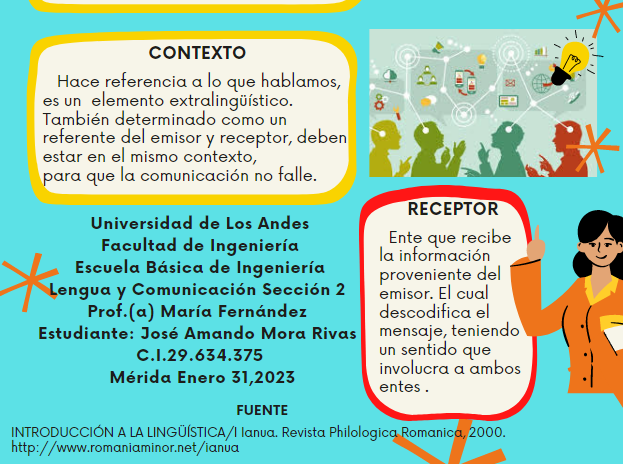 CONTEXTO
Hace referencia a lo que hablamos,
es un elemento extralingüístico.
También determinado como un
referente del emisor y receptor, deben
estar en el mismo contexto,
para que la comunicación no falle.
Universidad de Los Andes
Facultad de Ingeniería
Escuela Básica de Ingeniería
Lengua y Comunicación Sección 2
Prof.(a) María Fernández
Estudiante: José Amando Mora Rivas
C.I.29.634.375
Mérida Enero 31,2023
RECEPTOR
Ente que recibe
la información
proveniente del
emisor. El cual
descodifica el
mensaje, teniendo
un sentido que
involucra a ambos
entes .
FUENTE
INTRODUCCIÓN A LA LINGÜÍSTICA/I Ianua. Revista Philologica Romanica, 2000.
http://www.romaniaminor.net/ianua